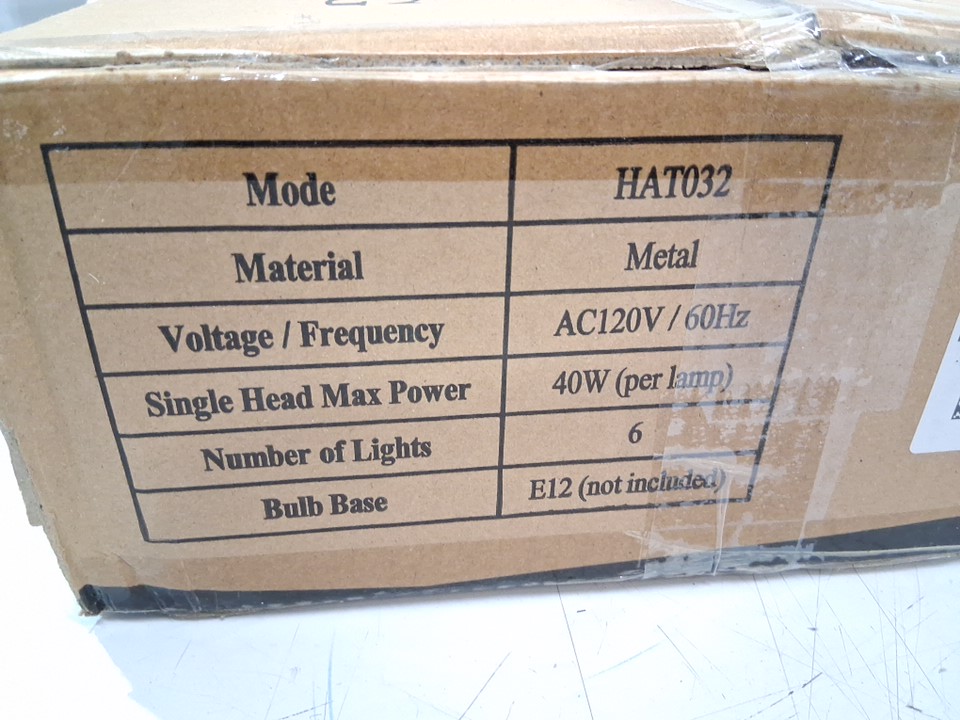 Mode HAT032
Material Metal
Voltage / Frequency AC120V / 60Hz
Single Head Max Power 40W (per lamp)
Number of Lights 6
Bulb Base E12 (not included)